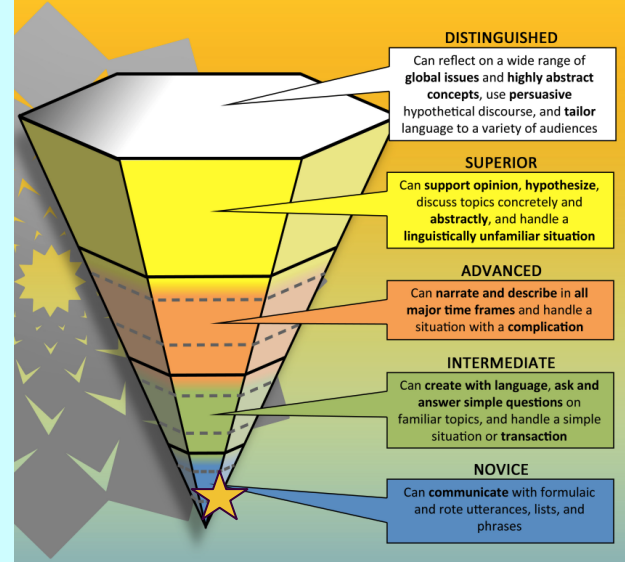 DISTINGUISHED
Can reflect on a wide range of
global issues and highly abstract
concepts, use persuasive
hypothetical discourse, and tailor
language to a variety of audiences
SUPERIOR
Can support opinion, hypothesize,
discuss topics concretely and
abstractly, and handle a
linguistically unfamiliar situation
ADVANCED
Can narrate and describe in all
major time frames and handle a
situation with a complication
INTERMEDIATE
Can create with language, ask and
answer simple questions on
familiar topics, and handle a simple
situation or transaction
NOVICE
Can communicate with formulaic
and rote utterances, lists, and
phrases